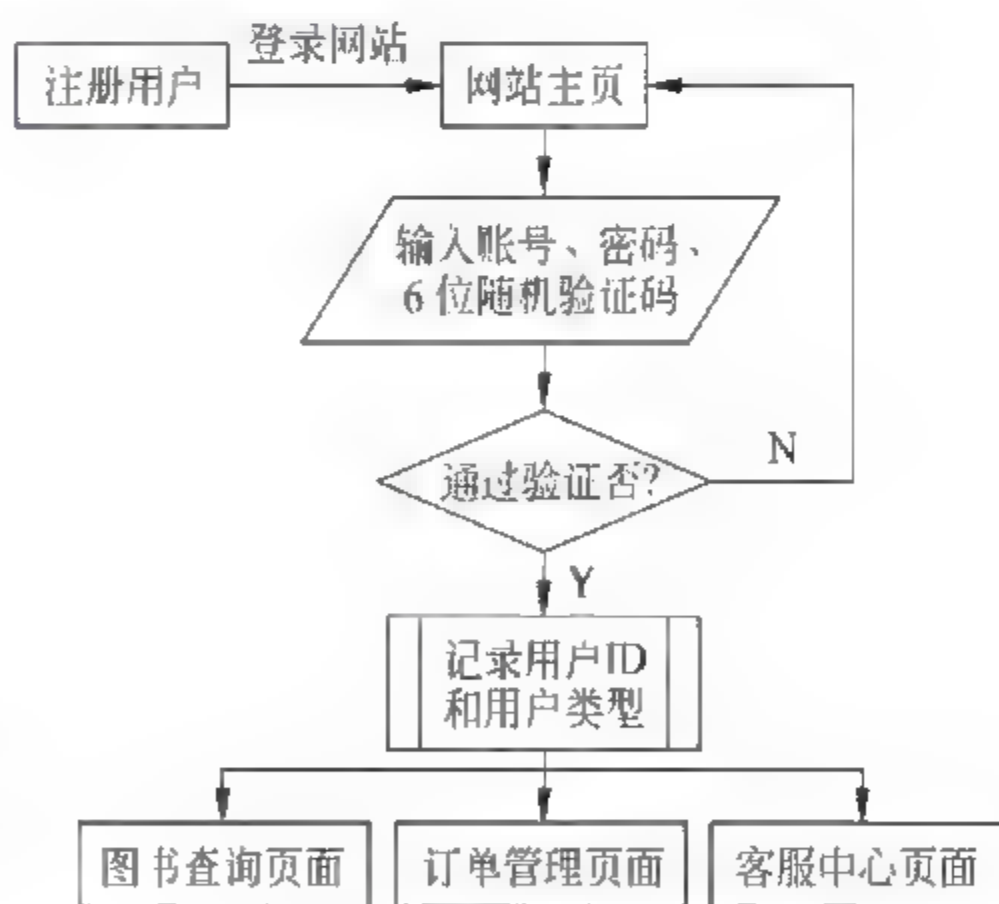 登录网站
注册用户
网站主页
输入账号、密码、
6位随机验证码
N
通过验证否?
Y
记录用户ID
和用户类型
图书查询页面
订单管理页面
客服中心页面